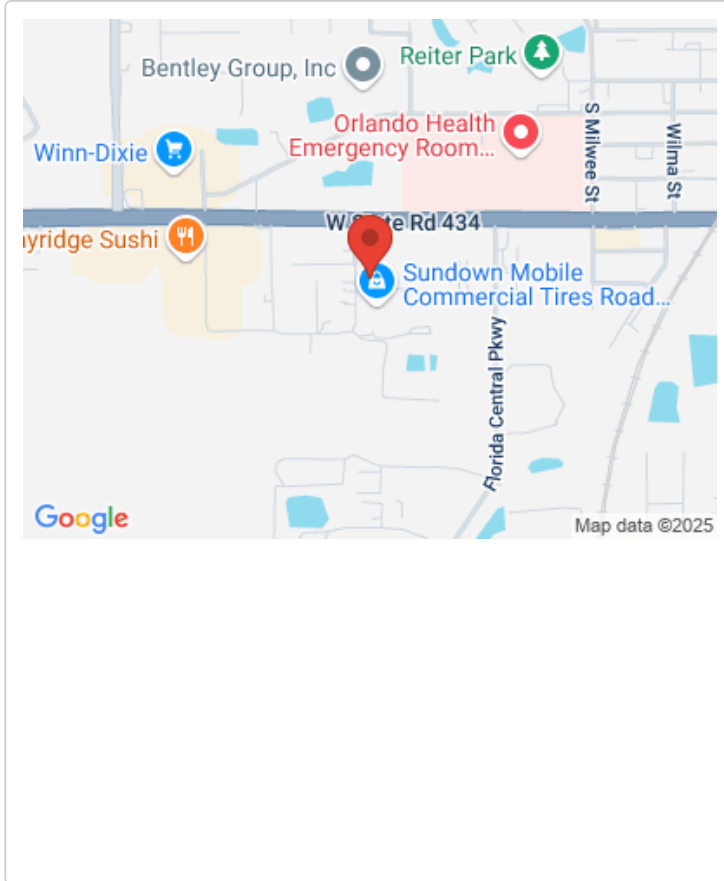 Bentley Group, Inc
Reiter Park
Orlando Health
Emergency Room...
Winn-Dixie
S Milwee St
Wilma St
W State Rd 434
yridge Sushi
Sundown Mobile
Commercial Tires Road...
Florida Central Pkwy
Google
Map data ©2025